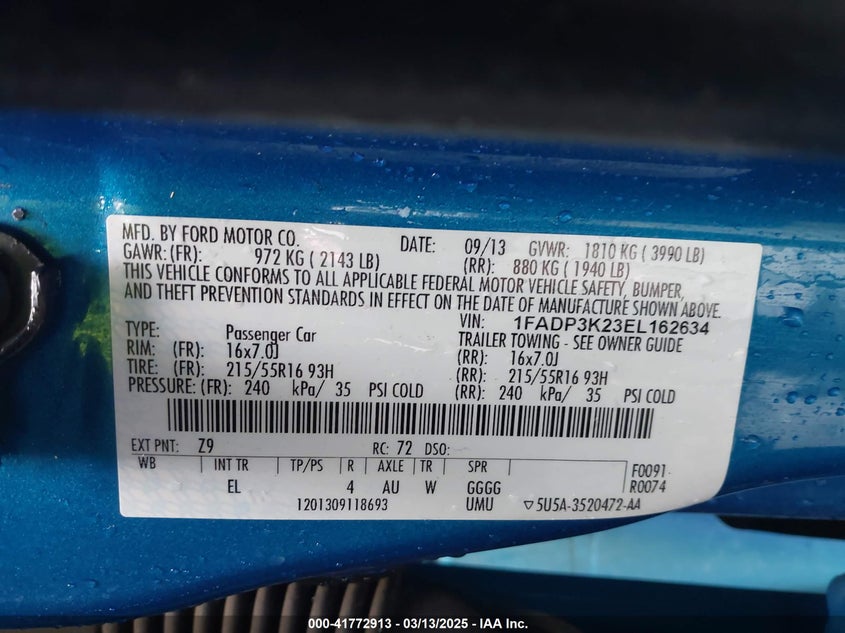 MFD. BY FORD MOTOR CO. DATE: 09/13 GVWR: 1810 KG ( 3990 LB)
GAWR:(FR): 972 KG ( 2143 LB) (RR): 880 KG ( 1940 LB)
THIS VEHICLE CONFORMS TO ALL APPLICABLE FEDERAL MOTOR VEHICLE SAFETY, BUMPER,
AND THEFT PREVENTION STANDARDS IN EFFECT ON THE DATE OF MANUFACTURE SHOWN ABOVE.
VIN: 1FADP3K23EL162634
TYPE: Passenger Car TRAILER TOWING - SEE OWNER GUIDE
RIM: (FR): 16x7.0J (RR): 16x7.0J
TIRE: (FR): 215/55R16 93H (RR): 215/55R16 93H
PRESSURE:(FR): 240 kPa/ 35 PSI COLD (RR): 240 kPa/ 35 PSI COLD
EXT PNT: Z9 RC: 72 DSO:
WB INT TR TP/PS R AXLE TR SPR F0091
EL 4 AU W GGGG R0074
1201309118693 UMU ▽5U5A-3520472-AA
000-41772913 - 03/13/2025 - IAA Inc.